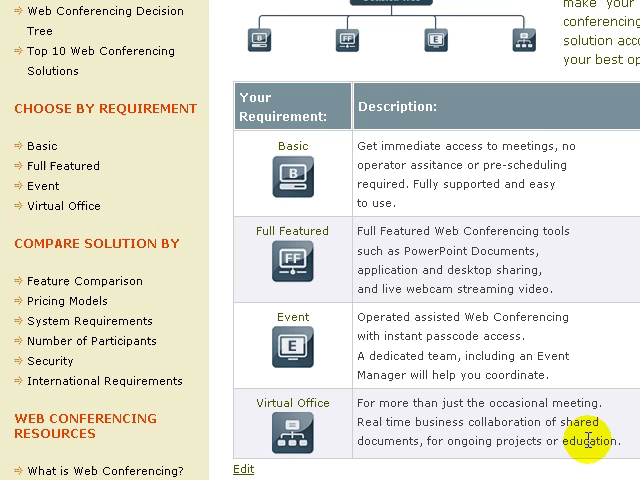 Web Conferencing Decision
Tree
Top 10 Web Conferencing
Solutions
CHOOSE BY REQUIREMENT
Basic
Full Featured
Event
Virtual Office
COMPARE SOLUTION BY
Feature Comparison
Pricing Models
System Requirements
Number of Participants
Security
International Requirements
WEB CONFERENCING
RESOURCES
What is Web Conferencing?
B
FF
E
make your
conferencing
solution acco
your best op
Your
Requirement:
Description:
Basic
B
Get immediate access to meetings, no
operator assitance or pre-scheduling
required. Fully supported and easy
to use.
Full Featured
FF
Full Featured Web Conferencing tools
such as PowerPoint Documents,
application and desktop sharing,
and live webcam streaming video.
Event
E
Operated assisted Web Conferencing
with instant passcode access.
A dedicated team, including an Event
Manager will help you coordinate.
Virtual Office
For more than just the occasional meeting.
Real time business collaboration of shared
documents, for ongoing projects or education.
Edit